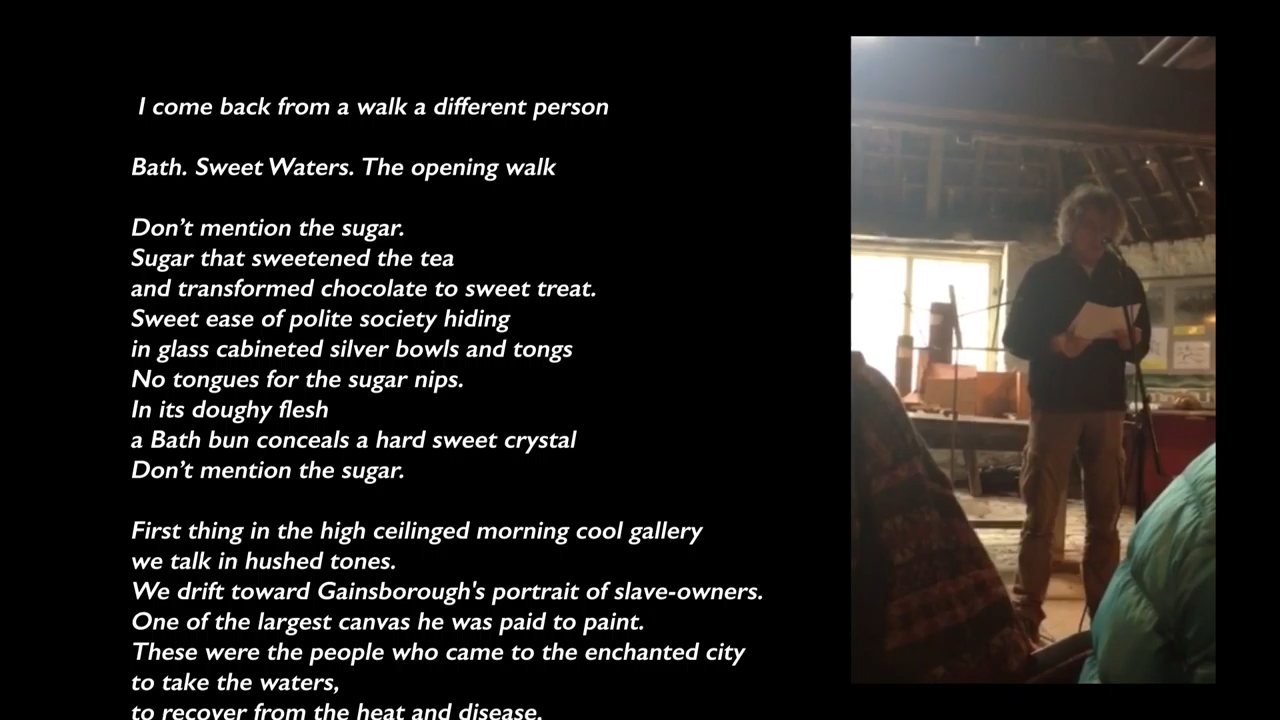 I come back from a walk a different person
Bath. Sweet Waters. The opening walk
Don’t mention the sugar.
Sugar that sweetened the tea
and transformed chocolate to sweet treat.
Sweet ease of polite society hiding
in glass cabineted silver bowls and tongs
No tongues for the sugar nips.
In its doughy flesh
a Bath bun conceals a hard sweet crystal
Don’t mention the sugar.
First thing in the high ceilinged morning cool gallery
we talk in hushed tones.
We drift toward Gainsborough's portrait of slave-owners.
One of the largest canvas he was paid to paint.
These were the people who came to the enchanted city
to take the waters,
to recover from the heat and disease.